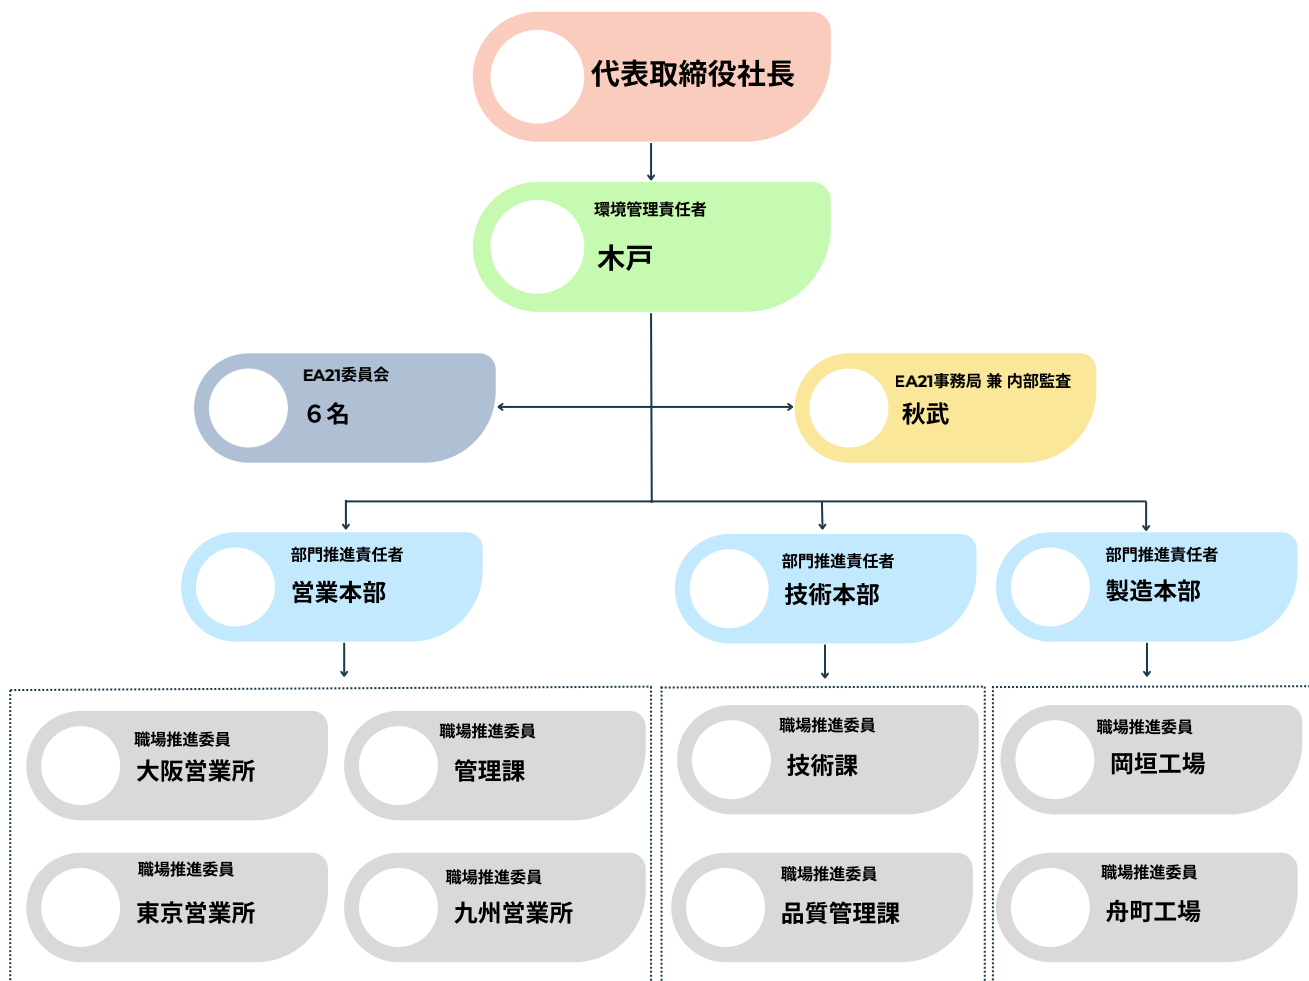 代表取締役社長
環境管理責任者
木戸
EA21委員会
６名
EA21事務局 兼 内部監査
秋武
部門推進責任者
営業本部
部門推進責任者
技術本部
部門推進責任者
製造本部
職場推進委員
大阪営業所
職場推進委員
管理課
職場推進委員
技術課
職場推進委員
岡垣工場
職場推進委員
東京営業所
職場推進委員
九州営業所
職場推進委員
品質管理課
職場推進委員
舟町工場